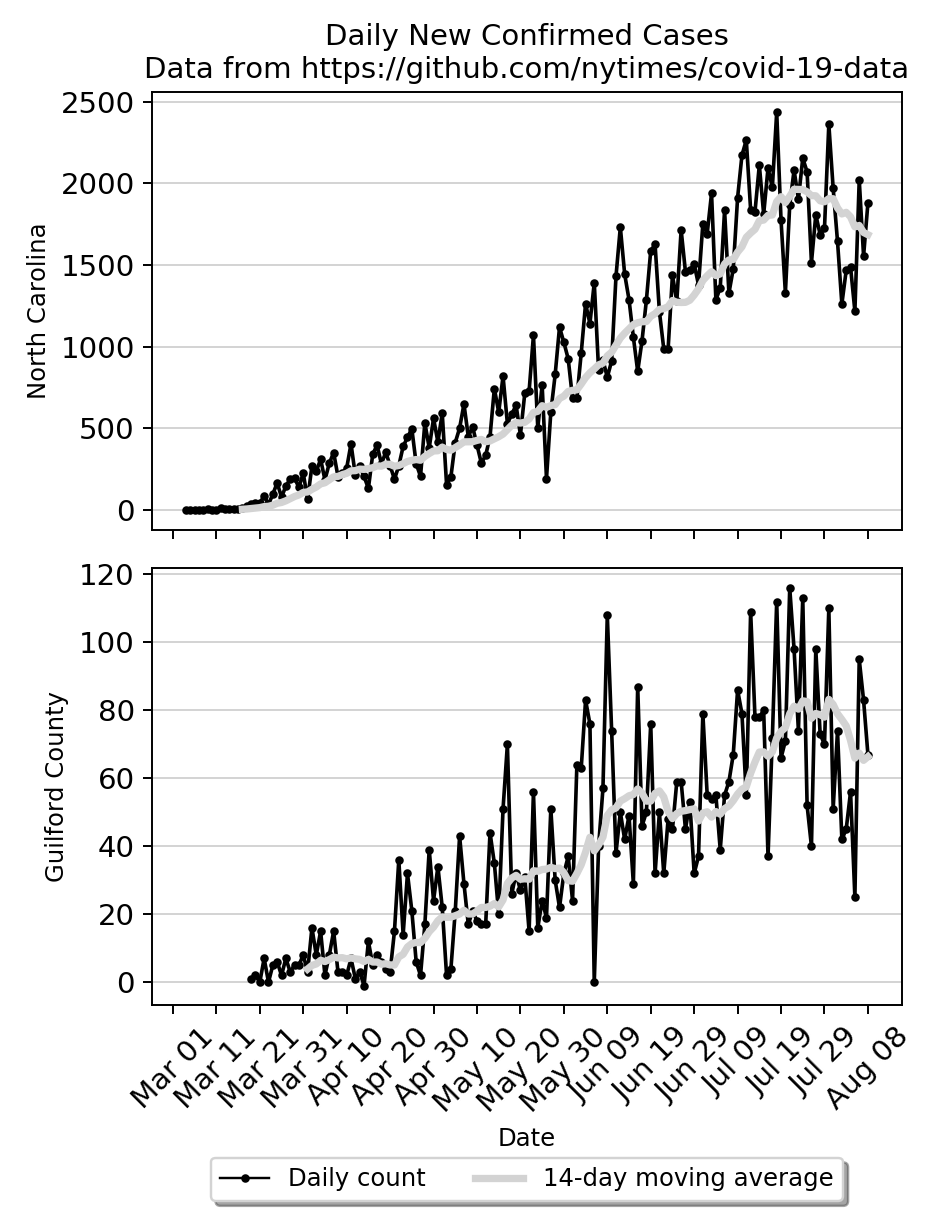 Daily New Confirmed Cases
Data from https://github.com/nytimes/covid-19-data
North Carolina
2500
2000
1500
1000
500
0
Guilford County
120
100
80
60
40
20
0
Mar 01
Mar 11
Mar 21
Mar 31
Apr 10
Apr 20
Apr 30
May 10
May 20
May 30
Jun 09
Jun 19
Jun 29
Jul 09
Jul 19
Jul 29
Aug 08
Date
Daily count
14-day moving average